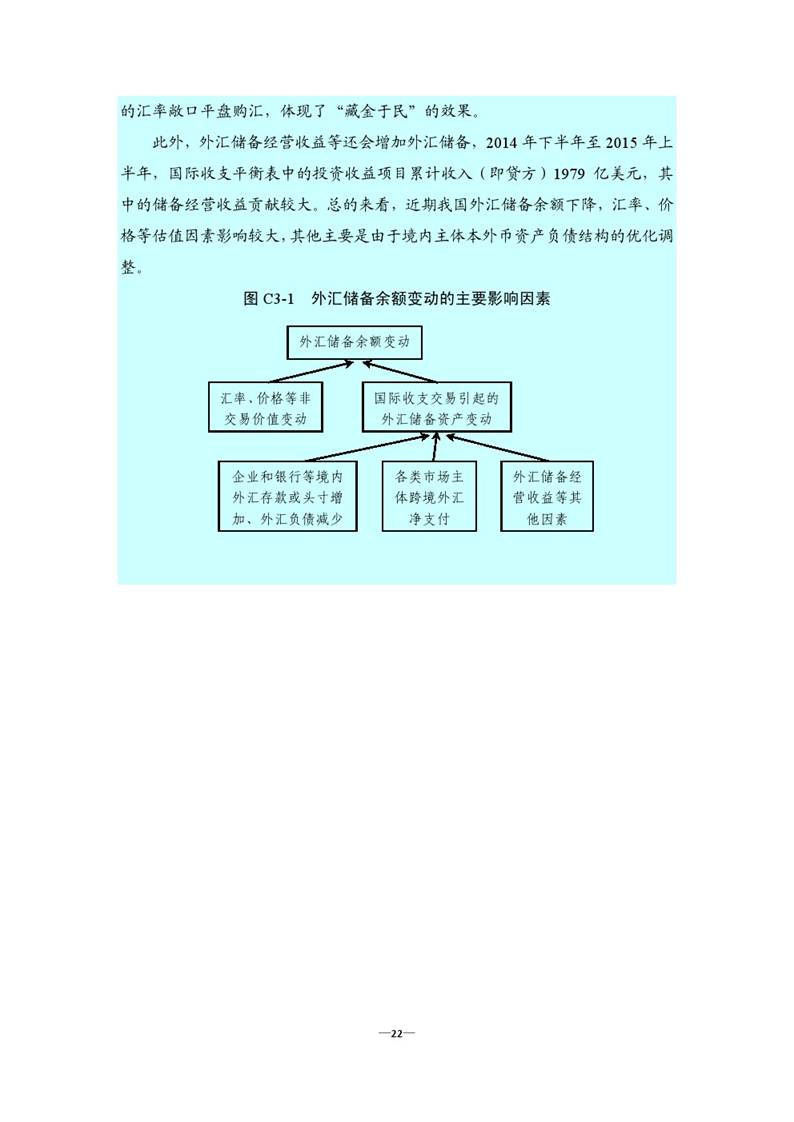 的汇率敞口平盘购汇，体现了“藏金于民”的效果。
此外，外汇储备经营收益等还会增加外汇储备，2014 年下半年至 2015 年上
半年，国际收支平衡表中的投资收益项目累计收入（即贷方）1979 亿美元，其
中的储备经营收益贡献较大。总的来看，近期我国外汇储备余额下降，汇率、价
格等估值因素影响较大，其他主要是由于境内主体本外币资产负债结构的优化调
整。
图 C3-1 外汇储备余额变动的主要影响因素
外汇储备余额变动
汇率、价格等非
交易价值变动
国际收支交易引起的
外汇储备资产变动
企业和银行等境内
外汇存款或头寸增
加、外汇负债减少
各类市场主
体跨境外汇
净支付
外汇储备经
营收益等其
他因素
—22—